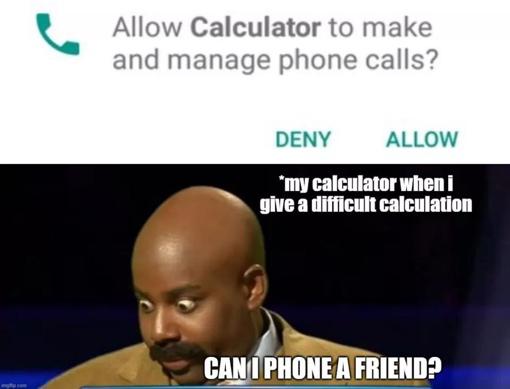 Allow Calculator to make
and manage phone calls?
DENY ALLOW
*my calculator when i
give a difficult calculation
CAN I PHONE A FRIEND?
imgflip.com